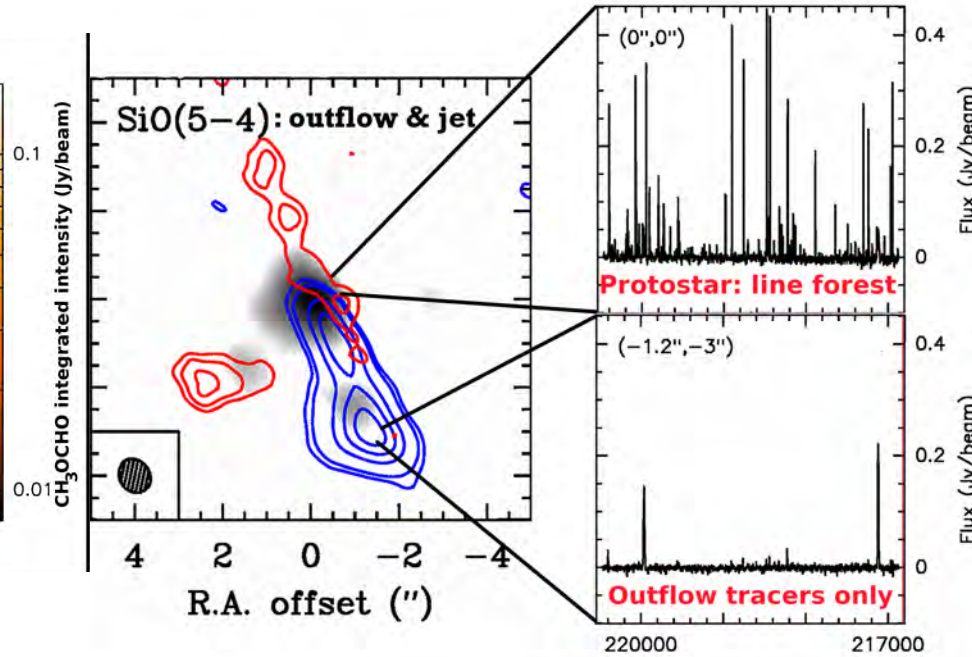 0.1
0.01
CH3OCHO integrated intensity (Jy/beam)
SiO(5−4): outflow & jet
4 2 0 −2 −4
R.A. offset (")
(0",0")
0.4
0.2
0
Flux (Jy/beam)
Protostar: line forest
(−1.2",−3")
0.4
0.2
0
Flux (Jy/beam)
Outflow tracers only
220000 217000